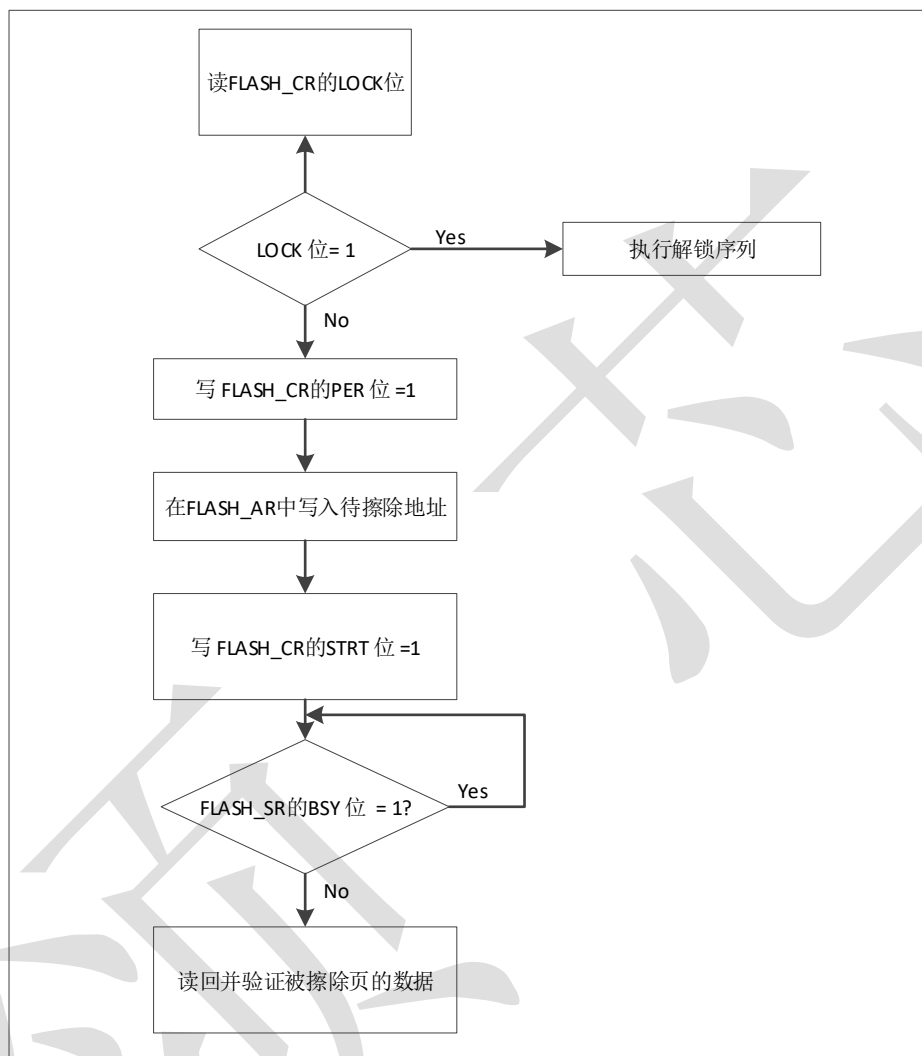 读FLASH_CR的LOCK位
LOCK 位= 1
Yes
执行解锁序列
No
写 FLASH_CR的PER 位 =1
在FLASH_AR中写入待擦除地址
写 FLASH_CR的STRT 位 =1
FLASH_SR的BSY 位 = 1?
Yes
No
读回并验证被擦除页的数据